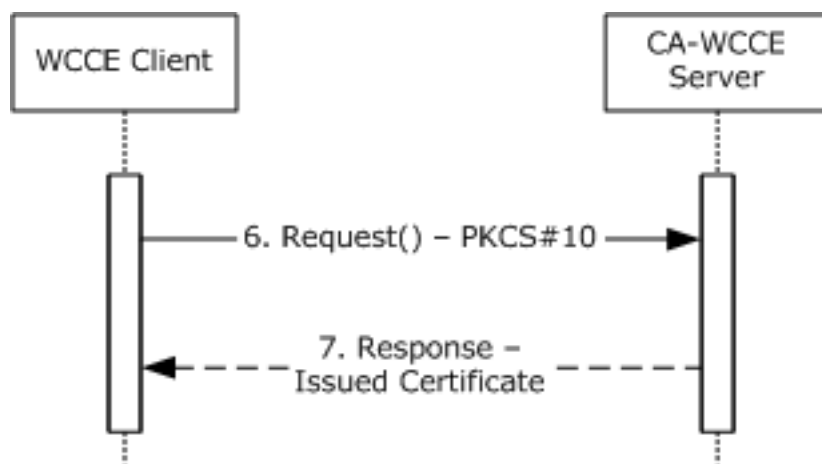 WCCE Client
CA-WCCE
Server
6. Request() – PKCS#10
7. Response –
Issued Certificate